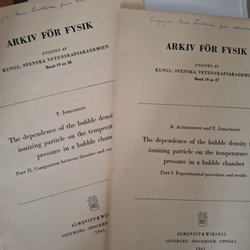 ARKIV FÖR FYSIK
UTGIVET AV
KUNGL. SVENSKA VETENSKAPSAKADEMIEN
Band 19 nr 28
T. JOHANSSON
The dependence of the bubble density
ionizing particle on the temperature
pressure in a bubble chamber
Part II. Comparison between theories and
ALMQVIST & WIKSELL
GÖTEBORG STOCKHOLM UPPSALA
1961
ARKIV FÖR FYSIK
UTGIVET AV
KUNGL. SVENSKA VETENSKAPSAKADEMIEN
Band 19 nr 27
B. and T. JOHANSSON
The dependence of the bubble density
ionizing particle on the temperature
pressure in a bubble chamber
Part I. Experimental procedure and results
ALMQVIST & WIKSELL
GÖTEBORG STOCKHOLM UPPSALA
1961